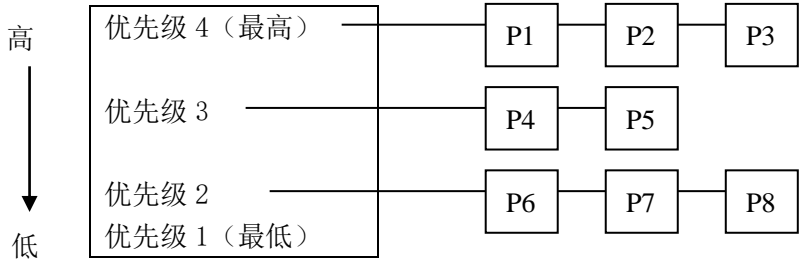 高
优先级 4（最高） P1 P2 P3
优先级 3 P4 P5
优先级 2 P6 P7 P8
优先级 1（最低）
低